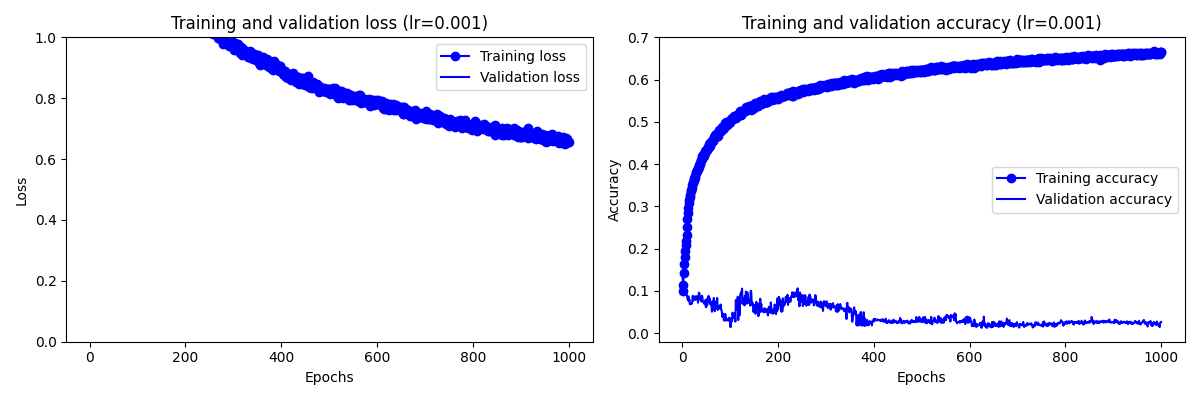 Training and validation loss (lr=0.001)
1.0
0.8
0.6
0.4
0.2
0.0
Loss
0
200
400
600
800
1000
Epochs
Training loss
Validation loss
Training and validation accuracy (lr=0.001)
0.7
0.6
0.5
0.4
0.3
0.2
0.1
0.0
Accuracy
0
200
400
600
800
1000
Epochs
Training accuracy
Validation accuracy